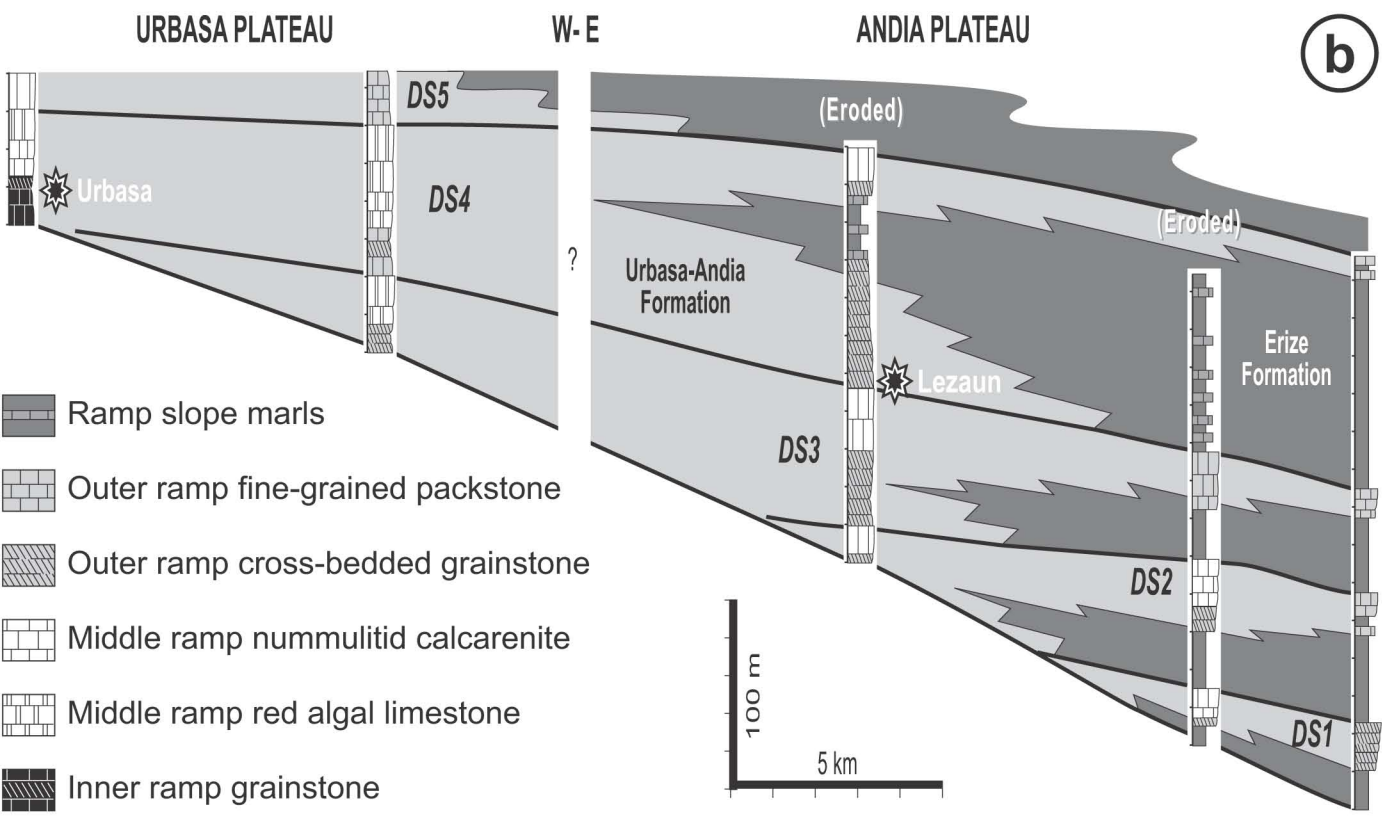 URBASA PLATEAU
W- E
ANDIA PLATEAU
b
DS5
(Eroded)
Urbasa
DS4
(Eroded)
?
Urbasa-Andia
Formation
Erize
Formation
Lezaun
Ramp slope marls
DS3
Outer ramp fine-grained packstone
Outer ramp cross-bedded grainstone
DS2
Middle ramp nummulitid calcarenite
100 m
Middle ramp red algal limestone
DS1
5 km
Inner ramp grainstone